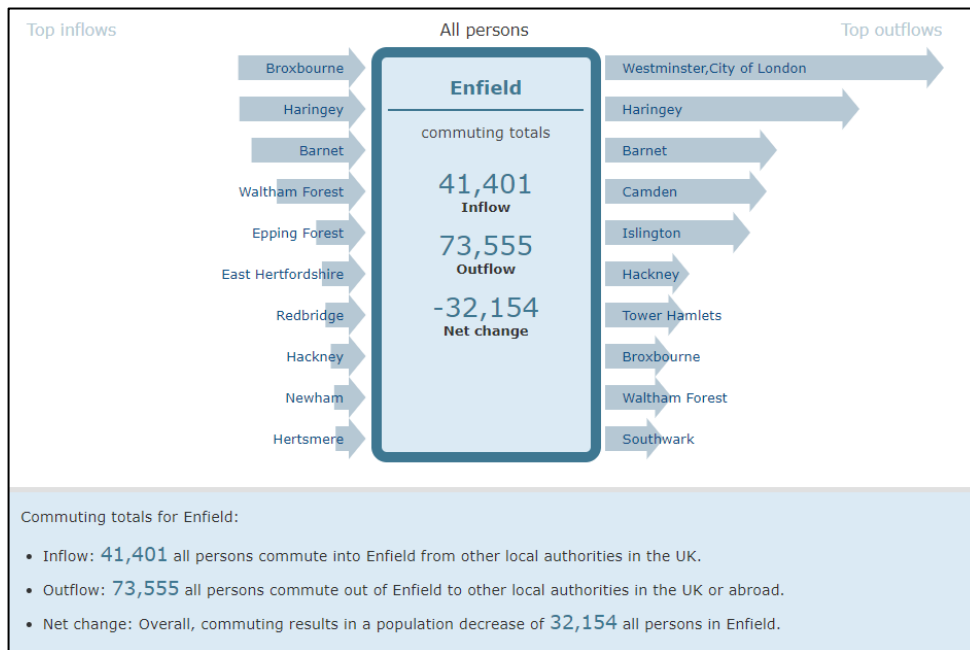 Top inflows
All persons
Top outflows
Broxbourne
Haringey
Barnet
Waltham Forest
Epping Forest
East Hertfordshire
Redbridge
Hackney
Newham
Hertsmere
Enfield
commuting totals
41,401
Inflow
73,555
Outflow
-32,154
Net change
Westminster,City of London
Haringey
Barnet
Camden
Islington
Hackney
Tower Hamlets
Broxbourne
Waltham Forest
Southwark
Commuting totals for Enfield:
• Inflow: 41,401 all persons commute into Enfield from other local authorities in the UK.
• Outflow: 73,555 all persons commute out of Enfield to other local authorities in the UK or abroad.
• Net change: Overall, commuting results in a population decrease of 32,154 all persons in Enfield.